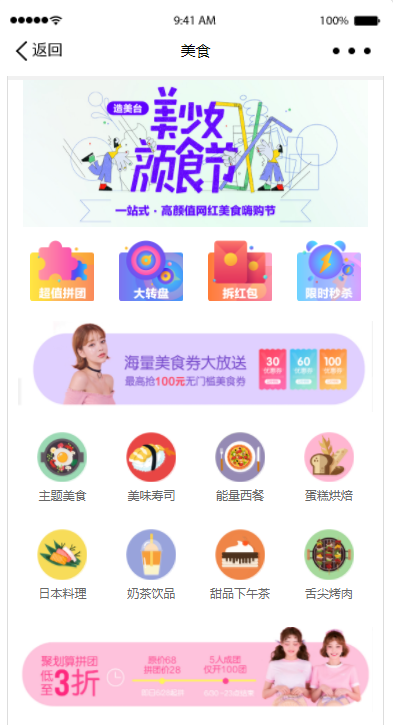 9:41 AM
100%
返回
美食
造美台
美少女
颜食节
一站式·高颜值网红美食嗨购节
超值拼团
大转盘
拆红包
限时秒杀
海量美食券大放送
最高抢100元无门槛美食券
30
60
100
优惠券
优惠券
优惠券
主题美食
美味寿司
能量西餐
蛋糕烘焙
日本料理
奶茶饮品
甜品下午茶
舌尖烤肉
聚划算拼团
低至3折
原价68
拼团价28
5人成团
仅开100团